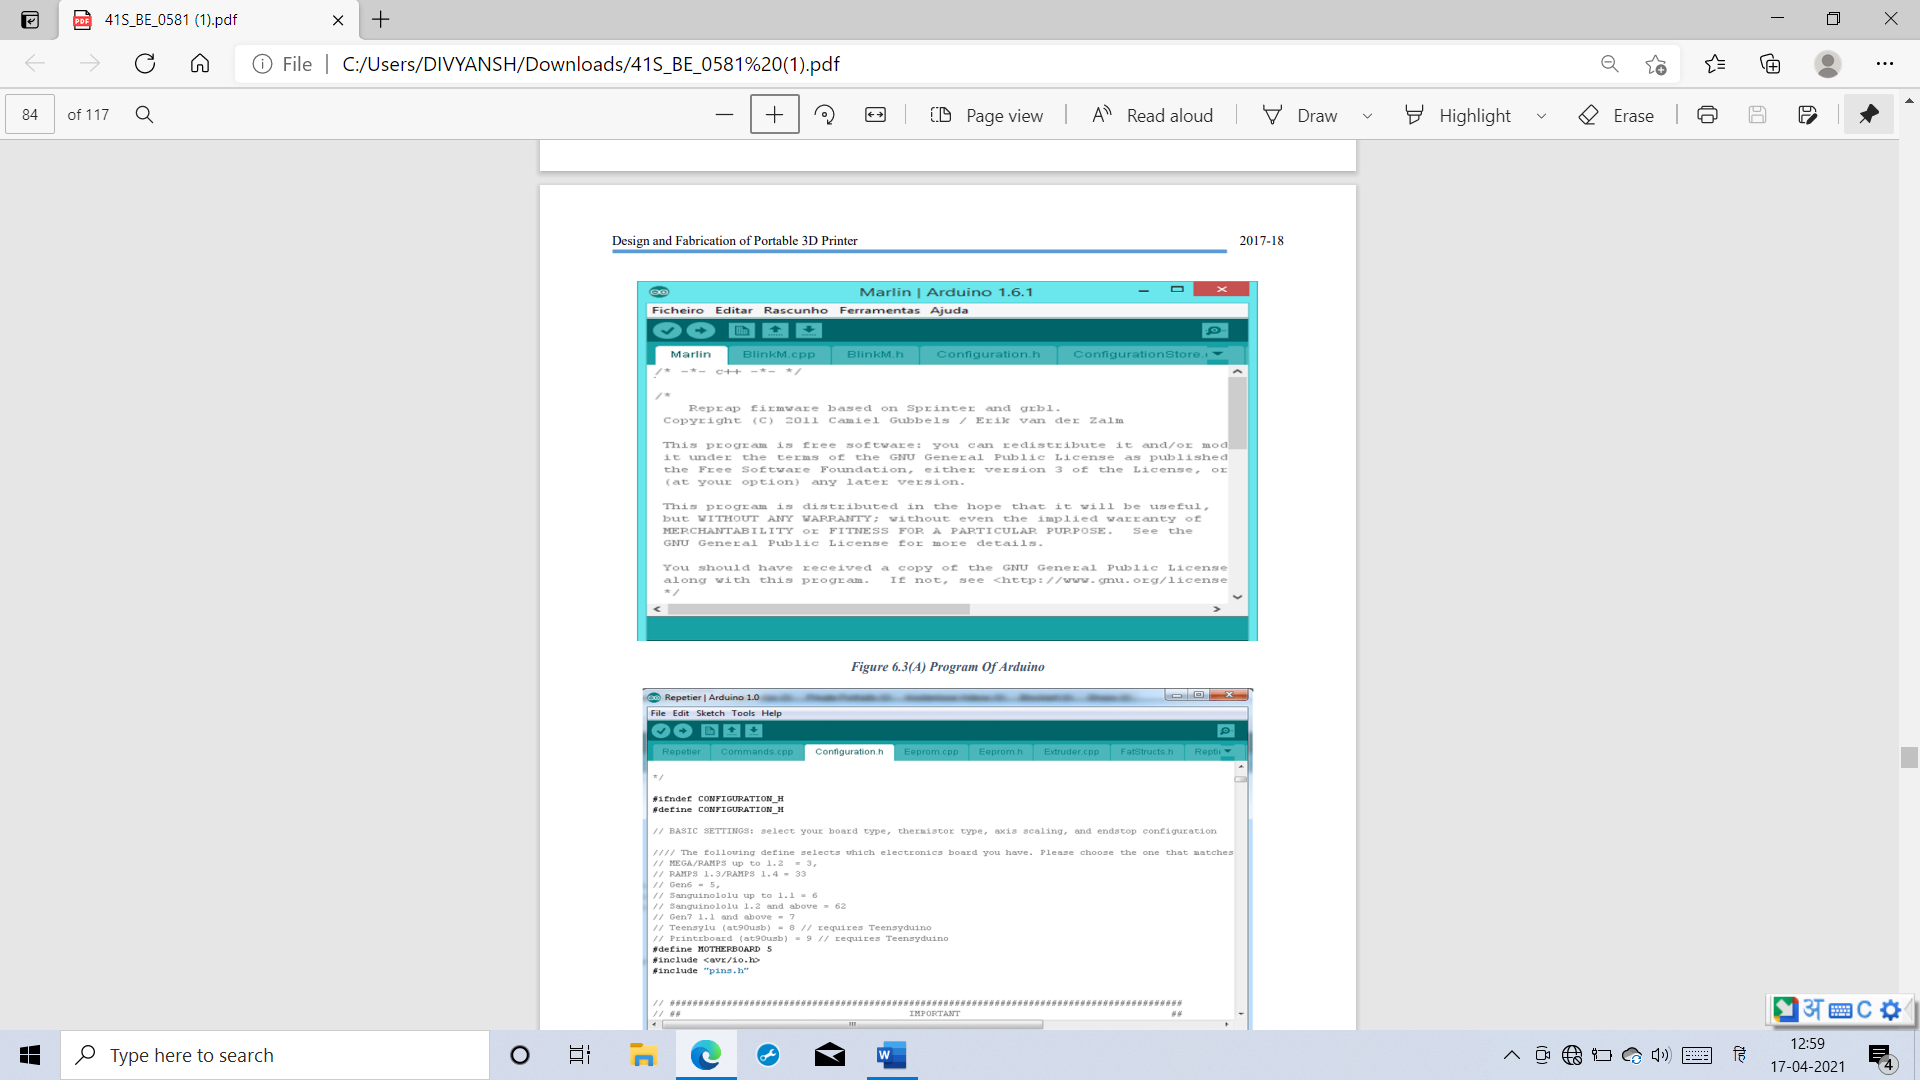 41S_BE_0581 (1).pdf
File | C:/Users/DIVYANSH/Downloads/41S_BE_0581%20(1).pdf
84 of 117
Page view
Read aloud
Draw
Highlight
Erase
Design and Fabrication of Portable 3D Printer 2017-18
Marlin | Arduino 1.6.1
Ficheiro Editar Rascunho Ferramentas Ajuda
Marlin BlinkM.cpp BlinkM.h Configuration.h ConfigurationStore.
/* -*- c++ -*- */
/*
Reprap firmware based on Sprinter and grbl.
Copyright (C) 2011 Camiel Gubbels / Erik van der Zalm
This program is free software: you can redistribute it and/or mod
it under the terms of the GNU General Public License as published
the Free Software Foundation, either version 3 of the License, or
(at your option) any later version.
This program is distributed in the hope that it will be useful,
but WITHOUT ANY WARRANTY; without even the implied warranty of
MERCHANTABILITY or FITNESS FOR A PARTICULAR PURPOSE. See the
GNU General Public License for more details.
You should have received a copy of the GNU General Public License
along with this program. If not, see <http://www.gnu.org/license
*/
Figure 6.3(A) Program Of Arduino
Repetier | Arduino 1.0
File Edit Sketch Tools Help
Repetier Commands.cpp Configuration.h Eeprom.cpp Eeprom.h Extruder.cpp FatStructs.h Repti
*/
#ifndef CONFIGURATION_H
#define CONFIGURATION_H
// BASIC SETTINGS: select your board type, thermistor type, axis scaling, and endstop configuration
//// The following define selects which electronics board you have. Please choose the one that matches
// MEGA/RAMPS up to 1.2 = 3,
// RAMPS 1.3/RAMPS 1.4 = 33
// Gen6 = 5,
// Sanguinololu up to 1.1 = 6
// Sanguinololu 1.2 and above = 62
// Gen7 1.1 and above = 7
// Teensylu (at90usb) = 8 // requires Teensyduino
// Printrboard (at90usb) = 9 // requires Teensyduino
#define MOTHERBOARD 5
#include <avr/io.h>
#include "pins.h"
// ##########################################################################################
// ## IMPORTANT ##
अ C
Type here to search
हि
12:59
17-04-2021
4